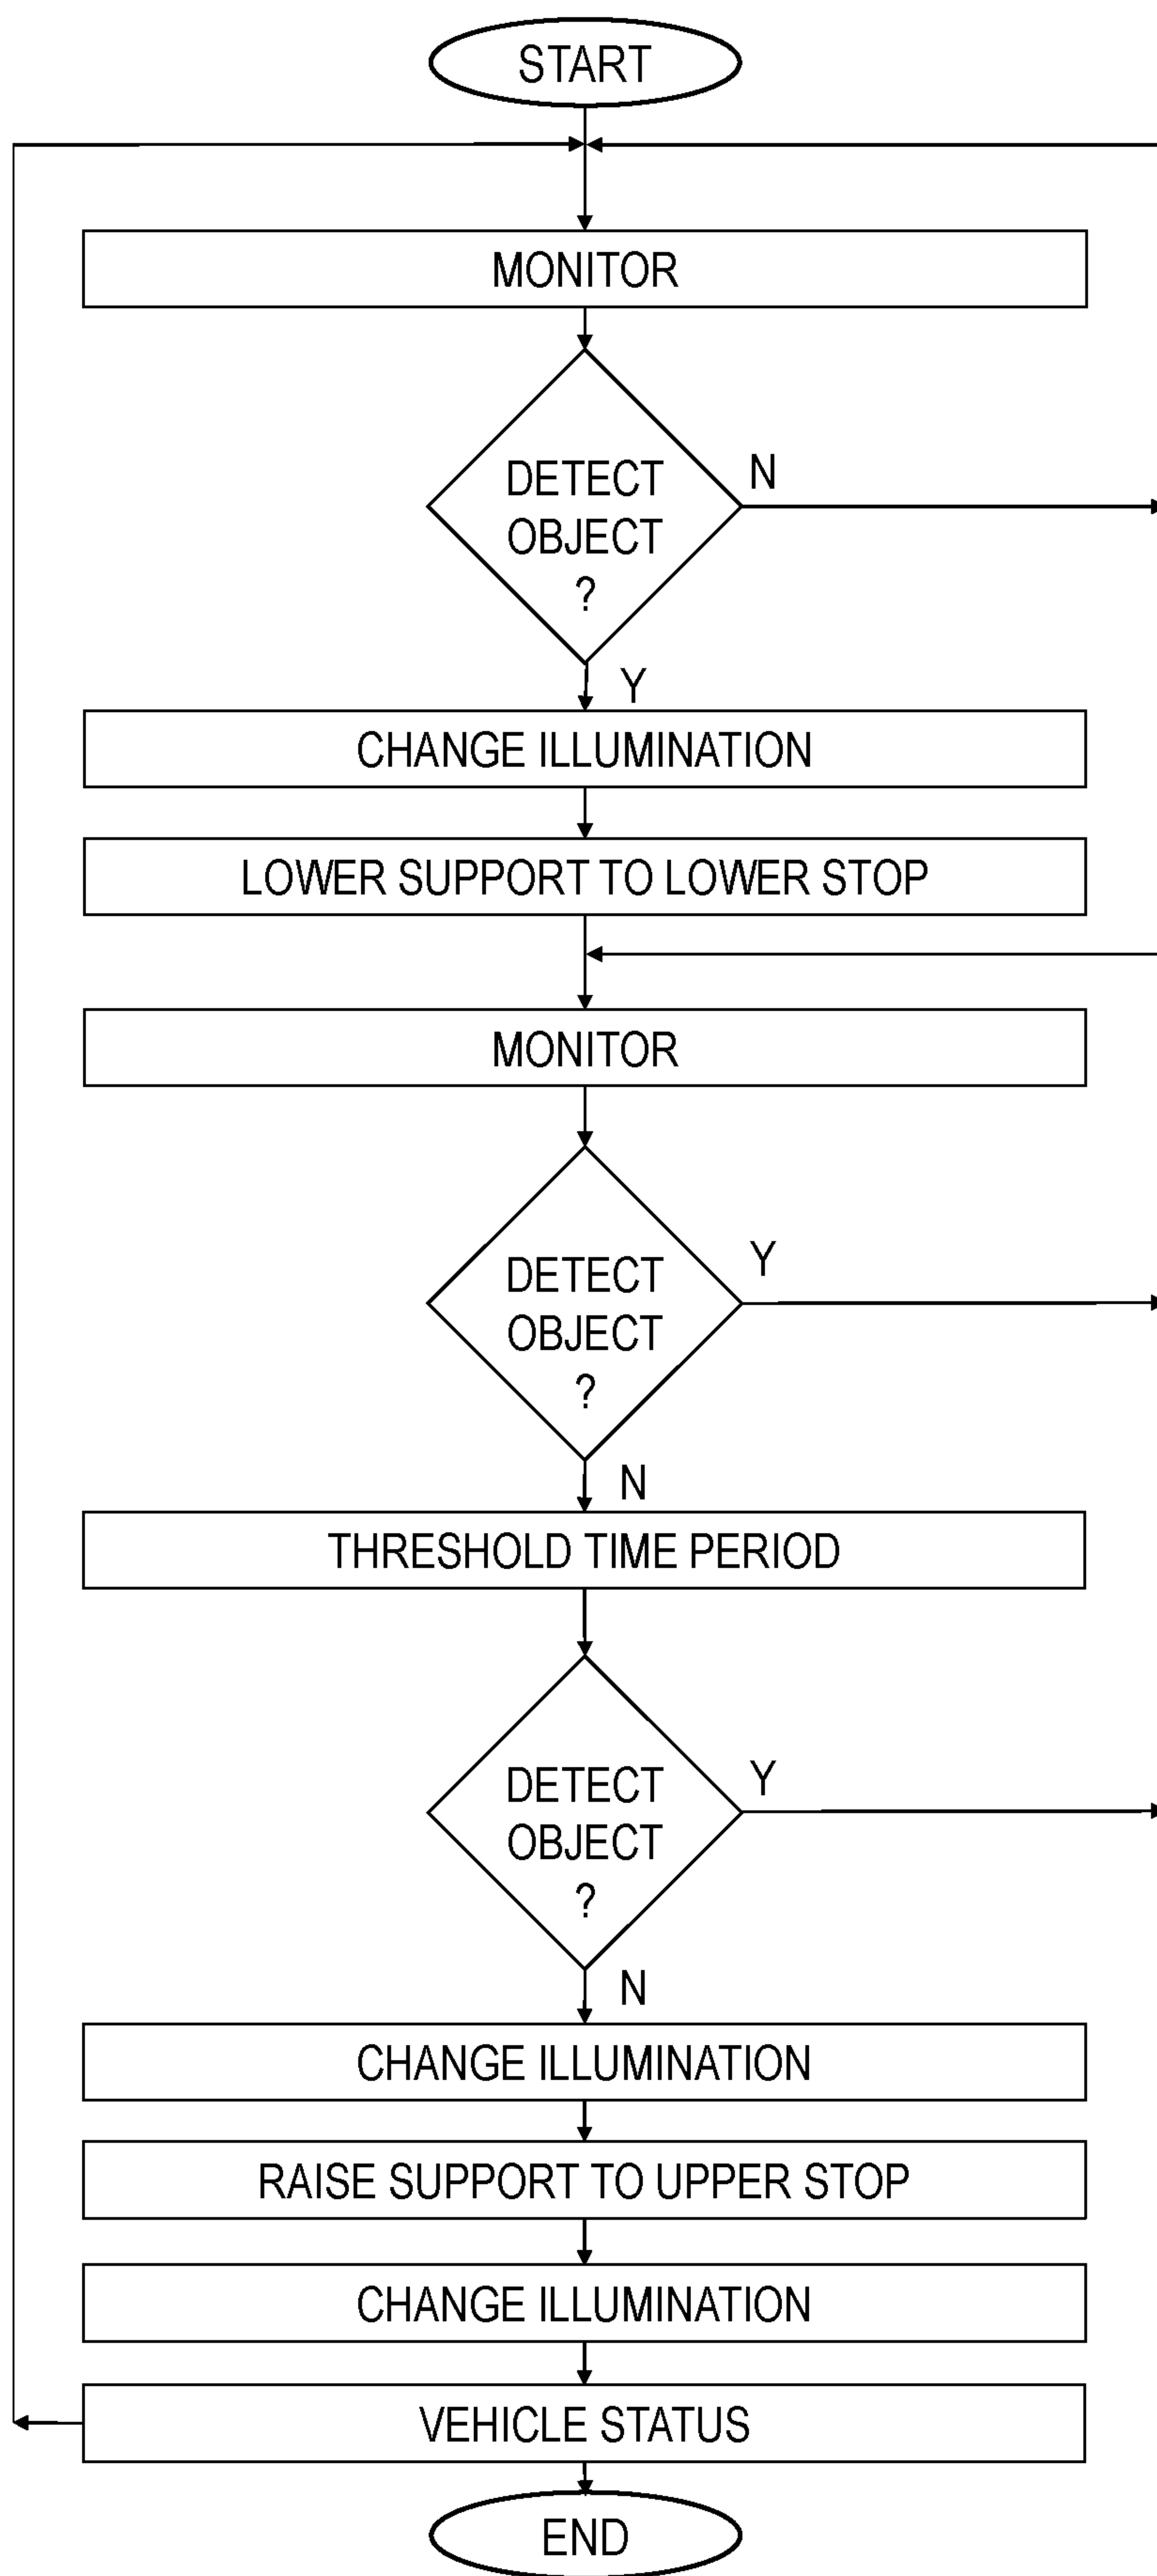 START
MONITOR
DETECT
OBJECT
?
N
Y
CHANGE ILLUMINATION
LOWER SUPPORT TO LOWER STOP
MONITOR
DETECT
OBJECT
?
Y
N
THRESHOLD TIME PERIOD
DETECT
OBJECT
?
Y
N
CHANGE ILLUMINATION
RAISE SUPPORT TO UPPER STOP
CHANGE ILLUMINATION
VEHICLE STATUS
END